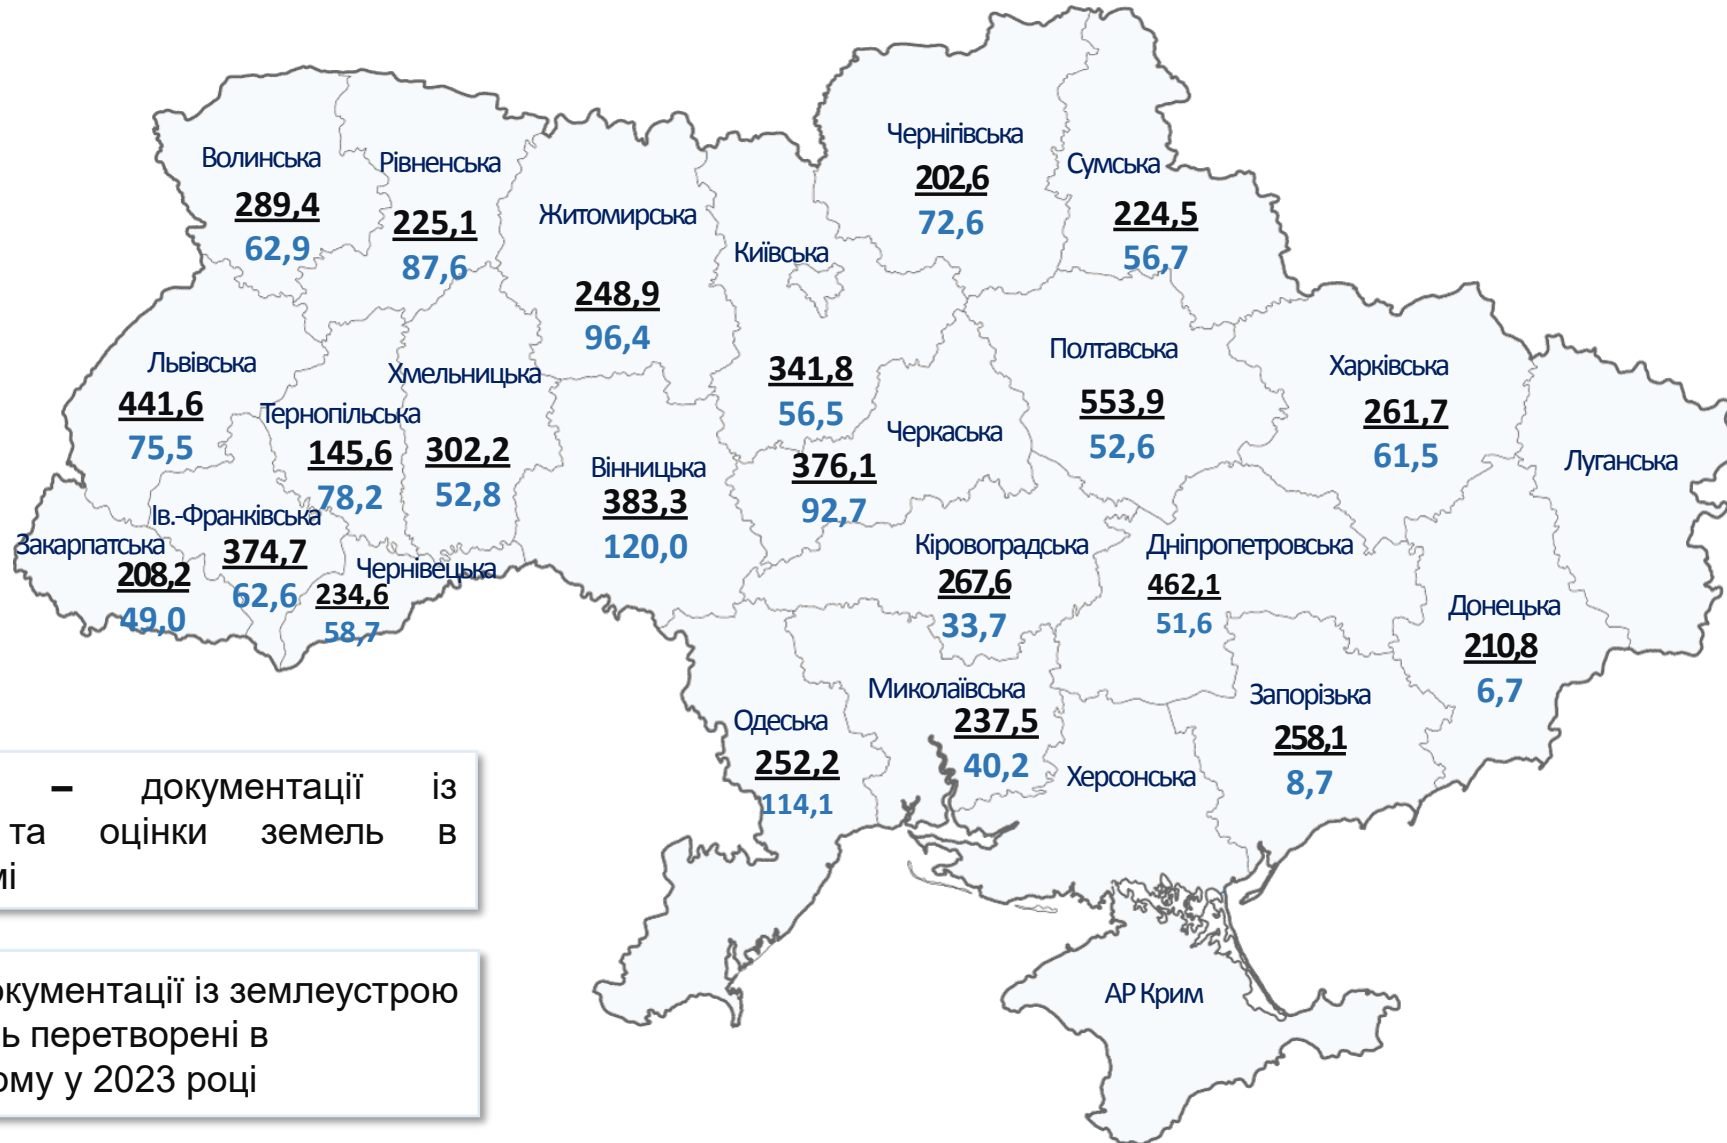 Чернігівська
202,6
72,6
Сумська
224,5
56,7
Волинська
289,4
62,9
Рівненська
225,1
87,6
Житомирська
248,9
96,4
Київська
341,8
56,5
Львівська
441,6
75,5
Тернопільська
145,6
78,2
Хмельницька
302,2
52,8
Вінницька
383,3
120,0
Черкаська
376,1
92,7
Полтавська
553,9
52,6
Харківська
261,7
61,5
Луганська
Закарпатська
208,2
49,0
Ів.-Франківська
374,7
62,6
Чернівецька
234,6
58,7
Кіровоградська
267,6
33,7
Дніпропетровська
462,1
51,6
Донецька
210,8
6,7
Одеська
252,2
114,1
Миколаївська
237,5
40,2
Херсонська
Запорізька
258,1
8,7
АР Крим
– документації із
та оцінки земель в
мі
окументації із землеустрою
ь перетворені в
ому у 2023 році